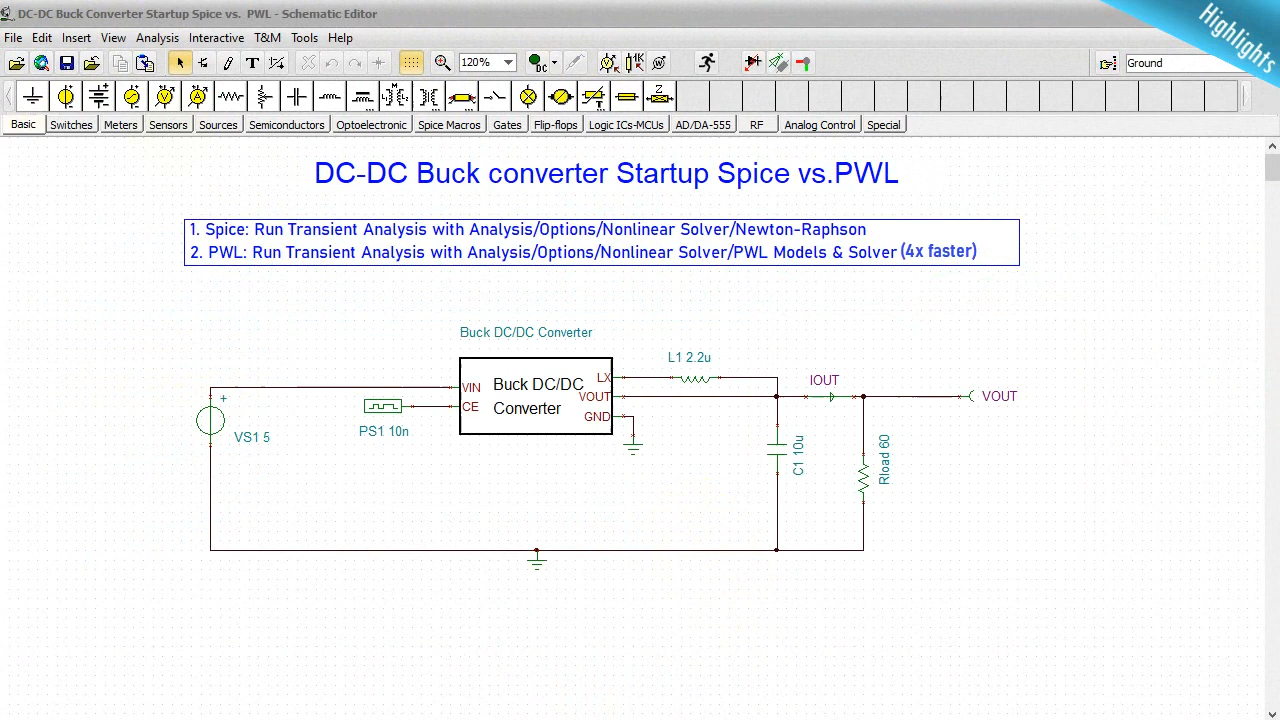 DC-DC Buck Converter Startup Spice vs. PWL - Schematic Editor
Highlights
File Edit Insert View Analysis Interactive T&M Tools Help
120%
Ground
Basic Switches Meters Sensors Sources Semiconductors Optoelectronic Spice Macros Gates Flip-flops Logic ICs-MCUs AD/DA-555 RF Analog Control Special
DC-DC Buck converter Startup Spice vs.PWL
1. Spice: Run Transient Analysis with Analysis/Options/Nonlinear Solver/Newton-Raphson
2. PWL: Run Transient Analysis with Analysis/Options/Nonlinear Solver/PWL Models & Solver (4x faster)
Buck DC/DC Converter
L1 2.2u
Buck DC/DC
Converter
VIN
CE
LX
VOUT
GND
IOUT
VOUT
+
VS1 5
PS1 10n
C1 10u
Rload 60